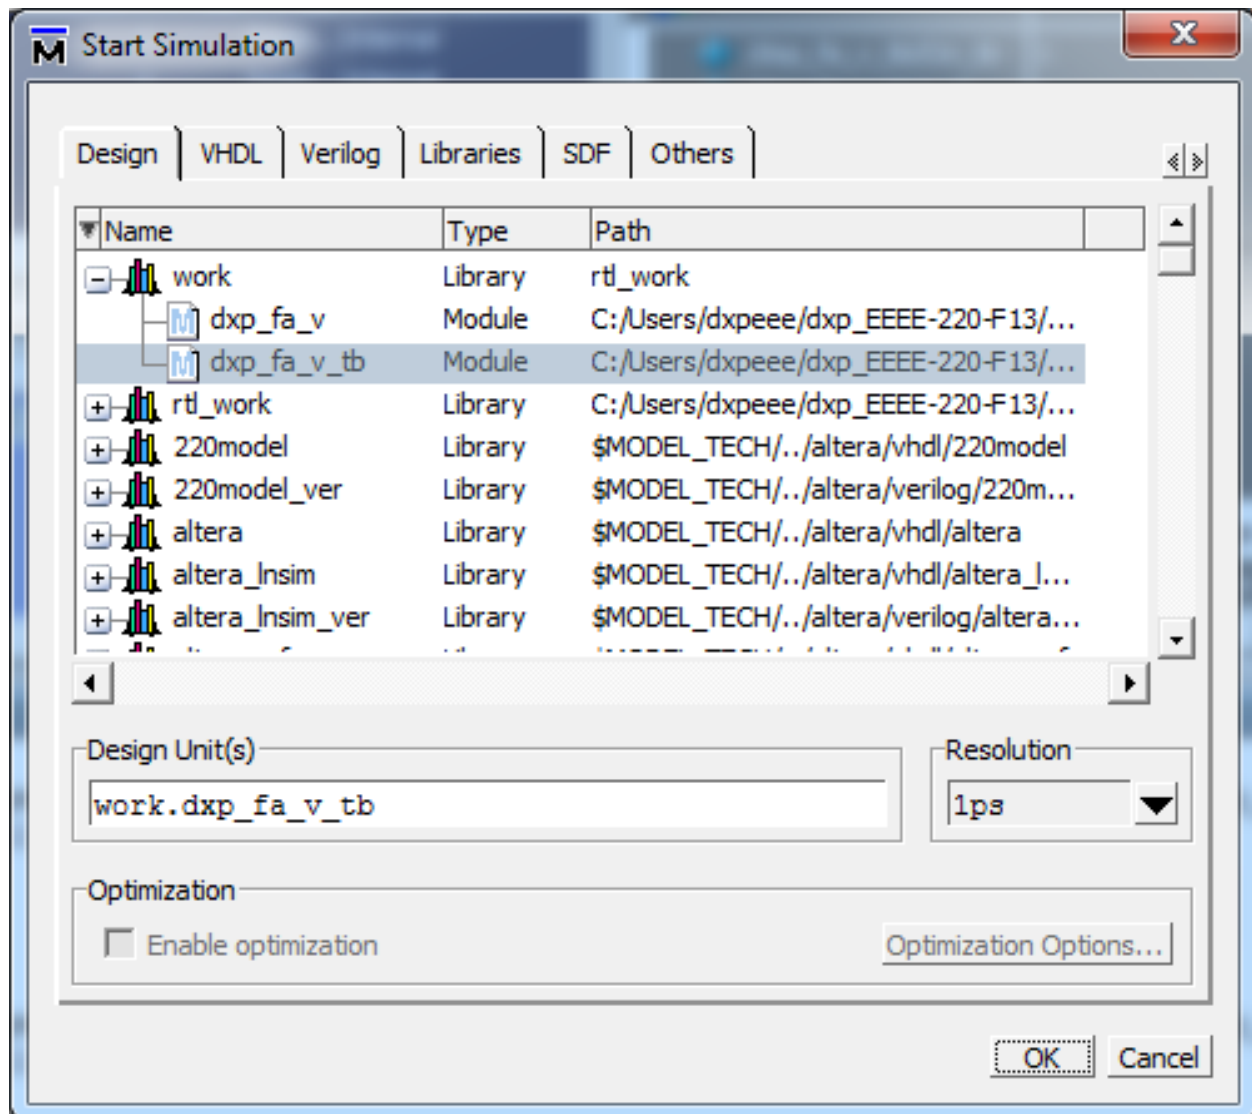 Start Simulation
Design VHDL Verilog Libraries SDF Others
Name Type Path
work Library rtl_work
dxp_fa_v Module C:/Users/dxpeee/dxp_EEEE-220-F13/...
dxp_fa_v_tb Module C:/Users/dxpeee/dxp_EEEE-220-F13/...
rtl_work Library C:/Users/dxpeee/dxp_EEEE-220-F13/...
220model Library $MODEL_TECH/../altera/vhdl/220model
220model_ver Library $MODEL_TECH/../altera/verilog/220m...
altera Library $MODEL_TECH/../altera/vhdl/altera
altera_lnsim Library $MODEL_TECH/../altera/vhdl/altera_l...
altera_lnsim_ver Library $MODEL_TECH/../altera/verilog/altera...
Design Unit(s) Resolution
work.dxp_fa_v_tb 1ps
Optimization
Enable optimization Optimization Options...
OK Cancel